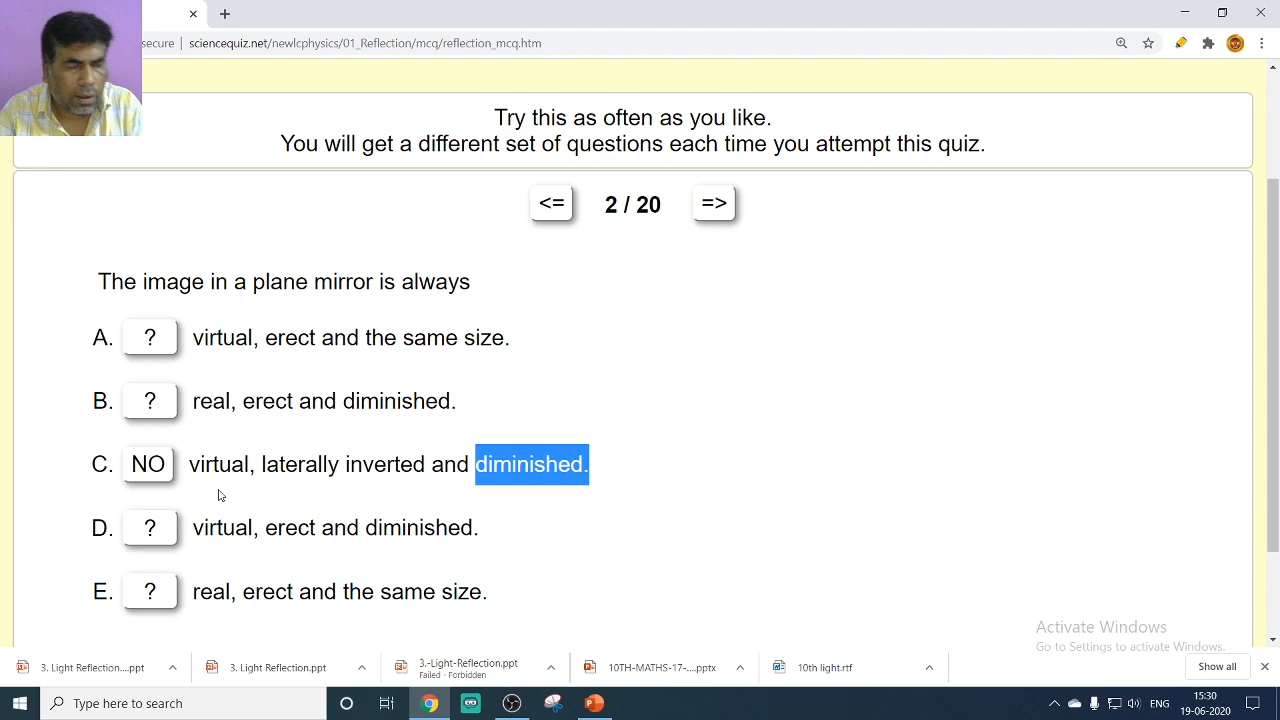 secure | sciencequiz.net/newlcphysics/01_Reflection/mcq/reflection_mcq.htm
Try this as often as you like.
You will get a different set of questions each time you attempt this quiz.
<= 2 / 20 =>
The image in a plane mirror is always
A. ? virtual, erect and the same size.
B. ? real, erect and diminished.
C. NO virtual, laterally inverted and diminished.
D. ? virtual, erect and diminished.
E. ? real, erect and the same size.
Activate Windows
Go to Settings to activate Windows.
3. Light Reflection....ppt
3. Light Reflection.ppt
3.-Light-Reflection.ppt
Failed - Forbidden
10TH-MATHS-17-....pptx
10th light.rtf
Show all
Type here to search
ENG
15:30
19-06-2020